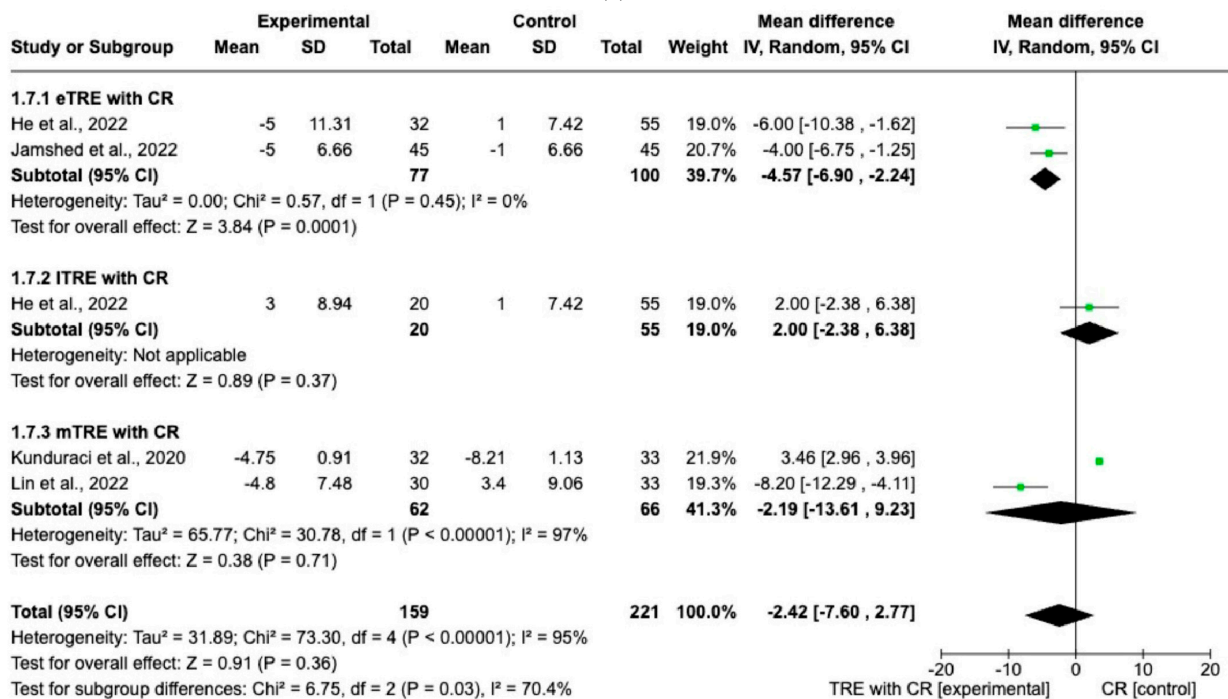 Experimental Control Mean difference Mean difference
Study or Subgroup Mean SD Total Mean SD Total Weight IV, Random, 95% CI IV, Random, 95% CI
1.7.1 eTRE with CR
He et al., 2022 -5 11.31 32 1 7.42 55 19.0% -6.00 [-10.38 , -1.62]
Jamshed et al., 2022 -5 6.66 45 -1 6.66 45 20.7% -4.00 [-6.75 , -1.25]
Subtotal (95% CI) 77 100 39.7% -4.57 [-6.90 , -2.24]
Heterogeneity: Tau² = 0.00; Chi² = 0.57, df = 1 (P = 0.45); I² = 0%
Test for overall effect: Z = 3.84 (P = 0.0001)
1.7.2 lTRE with CR
He et al., 2022 3 8.94 20 1 7.42 55 19.0% 2.00 [-2.38 , 6.38]
Subtotal (95% CI) 20 55 19.0% 2.00 [-2.38 , 6.38]
Heterogeneity: Not applicable
Test for overall effect: Z = 0.89 (P = 0.37)
1.7.3 mTRE with CR
Kunduraci et al., 2020 -4.75 0.91 32 -8.21 1.13 33 21.9% 3.46 [2.96 , 3.96]
Lin et al., 2022 -4.8 7.48 30 3.4 9.06 33 19.3% -8.20 [-12.29 , -4.11]
Subtotal (95% CI) 62 66 41.3% -2.19 [-13.61 , 9.23]
Heterogeneity: Tau² = 65.77; Chi² = 30.78, df = 1 (P < 0.00001); I² = 97%
Test for overall effect: Z = 0.38 (P = 0.71)
Total (95% CI) 159 221 100.0% -2.42 [-7.60 , 2.77]
Heterogeneity: Tau² = 31.89; Chi² = 73.30, df = 4 (P < 0.00001); I² = 95%
Test for overall effect: Z = 0.91 (P = 0.36) -20 -10 0 10 20
Test for subgroup differences: Chi² = 6.75, df = 2 (P = 0.03), I² = 70.4% TRE with CR [experimental] CR [control]